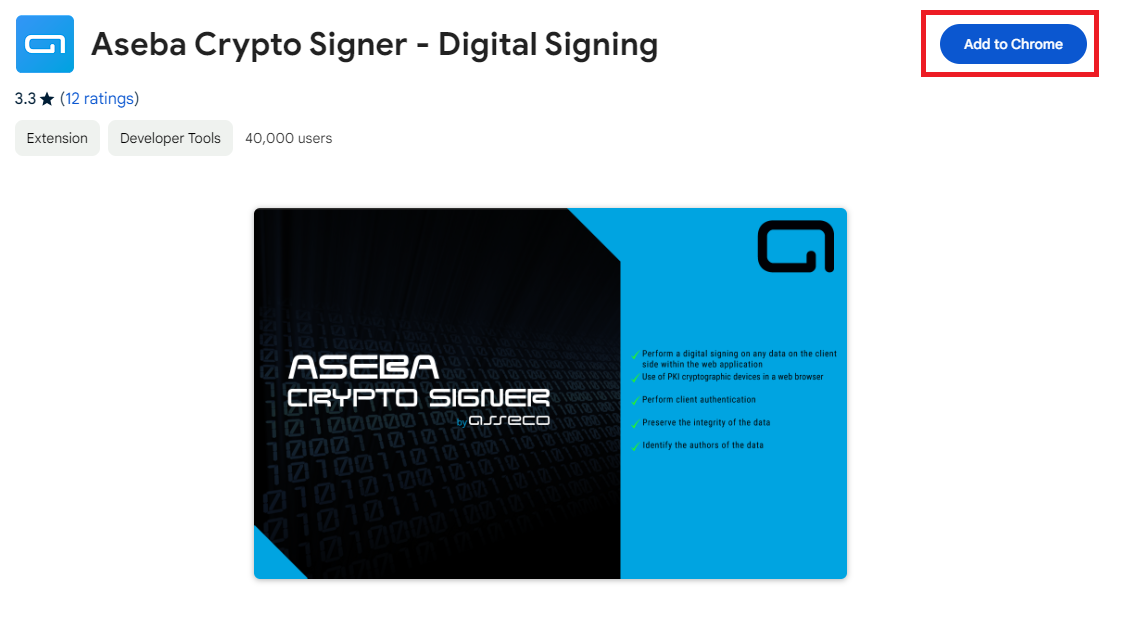 Aseba Crypto Signer - Digital Signing
Add to Chrome
3.3 ★ (12 ratings)
Extension
Developer Tools
40,000 users
ASEBA
CRYPTO SIGNER
by asseco
✓ Perform a digital signing on any data on the client
side within the web application
✓ Use of PKI cryptographic devices in a web browser
✓ Perform client authentication
✓ Preserve the integrity of the data
✓ Identify the authors of the data